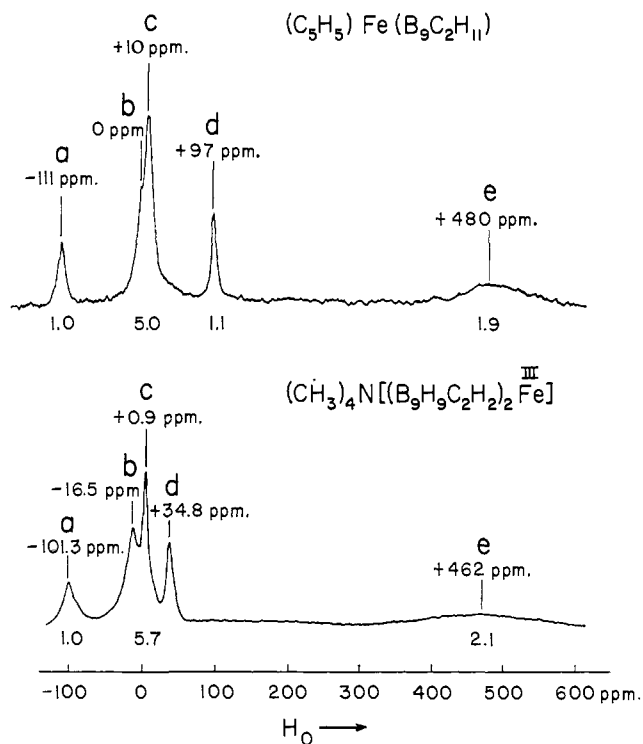 (C5H5) Fe (B9C2H11)
c
+10 ppm.
b
0 ppm
d
+97 ppm.
a
-111 ppm.
e
+480 ppm.
1.0 5.0 1.1 1.9
(CH3)4N[(B9H9C2H2)2 Fe]
III
c
+0.9 ppm.
b
-16.5 ppm
d
+34.8 ppm.
a
-101.3 ppm.
e
+462 ppm.
1.0 5.7 2.1
-100 0 100 200 300 400 500 600 ppm.
H0 →